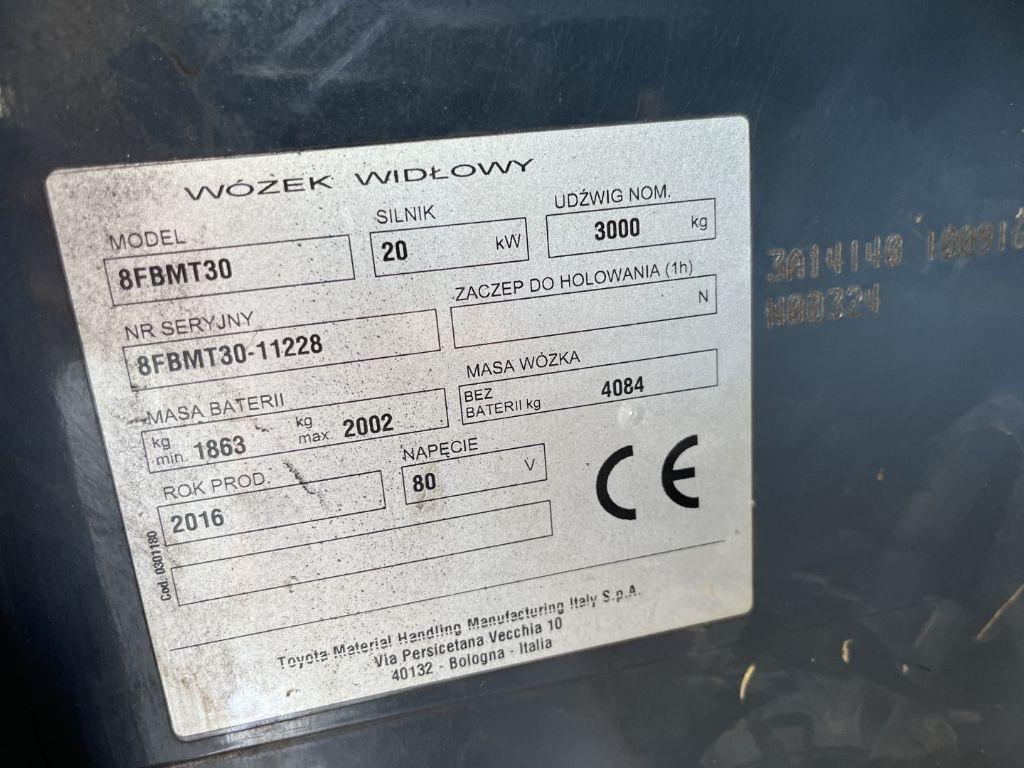 WÓZEK WIDŁOWY
MODEL
8FBMT30
SILNIK
20 kW
UDŹWIG NOM.
3000 kg
NR SERYJNY
8FBMT30-11228
ZACZEP DO HOLOWANIA (1h)
N
MASA BATERII
kg min. 1863 kg max 2002
MASA WÓZKA
BEZ BATERII kg 4084
ROK PROD.
2016
NAPĘCIE
80 V
CE
Cod. 0301180
Toyota Material Handling Manufacturing Italy S.p.A.
Via Persicetana Vecchia 10
40132 - Bologna - Italia
3A14140
N00324